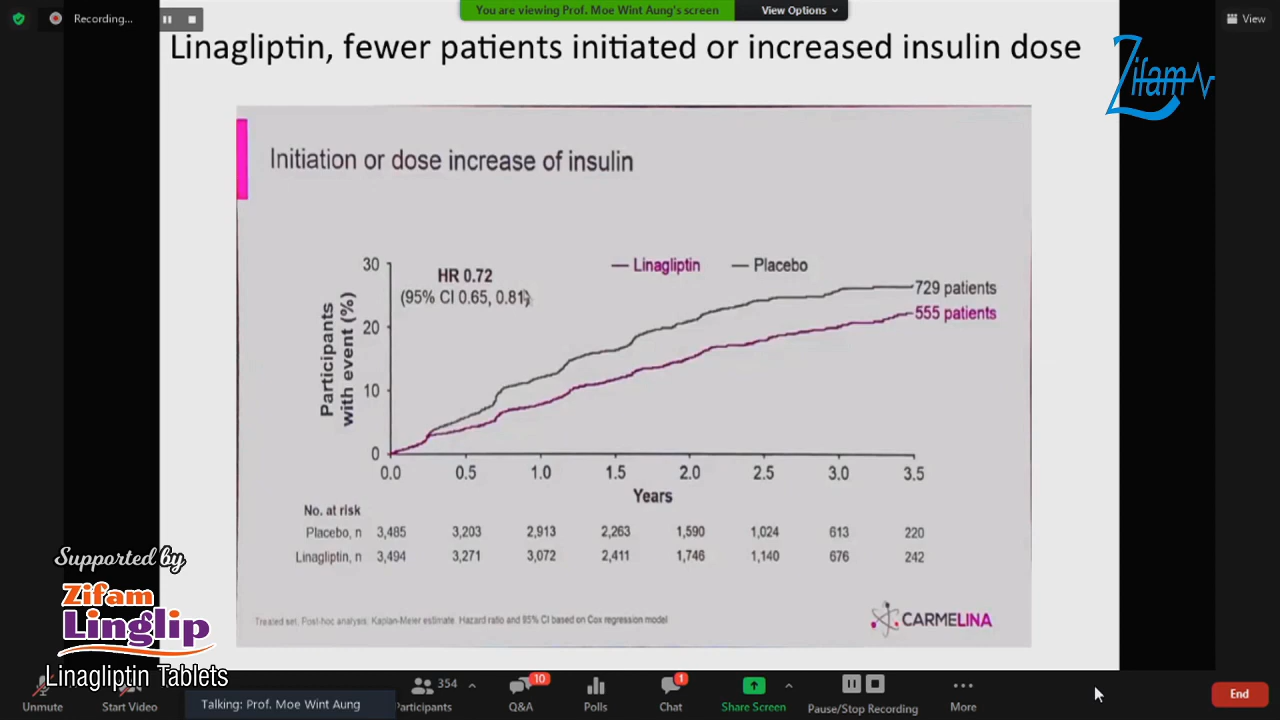 Recording...
You are viewing Prof. Moe Wint Aung's screen
View Options
View
Linagliptin, fewer patients initiated or increased insulin dose
Zifam
Initiation or dose increase of insulin
HR 0.72
(95% CI 0.65, 0.81)
Linagliptin
Placebo
729 patients
555 patients
Participants
with event (%)
30
20
10
0
0.0 0.5 1.0 1.5 2.0 2.5 3.0 3.5
Years
No. at risk
Placebo, n 3,485 3,203 2,913 2,263 1,590 1,024 613 220
Linagliptin, n 3,494 3,271 3,072 2,411 1,746 1,140 676 242
Treated set. Post-hoc analysis. Kaplan-Meier estimate. Hazard ratio and 95% CI based on Cox regression model
CARMELINA
Supported by
Zifam
Linglip
Linagliptin Tablets
Unmute
Start Video
Talking: Prof. Moe Wint Aung
354
Participants
10
Q&A
Polls
1
Chat
Share Screen
Pause/Stop Recording
More
End